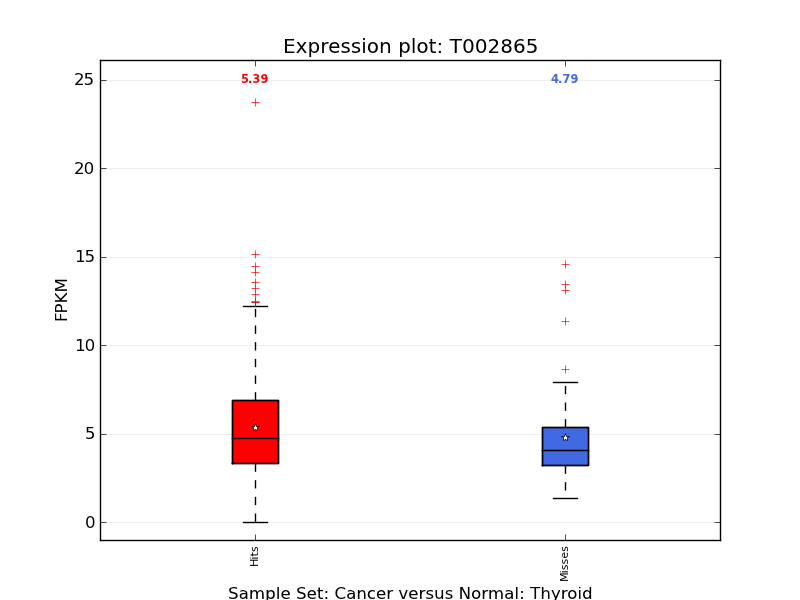 Expression plot: T002865
5.39
4.79
25
20
15
10
5
0
FPKM
Hits
Misses
Sample Set: Cancer versus Normal: Thyroid